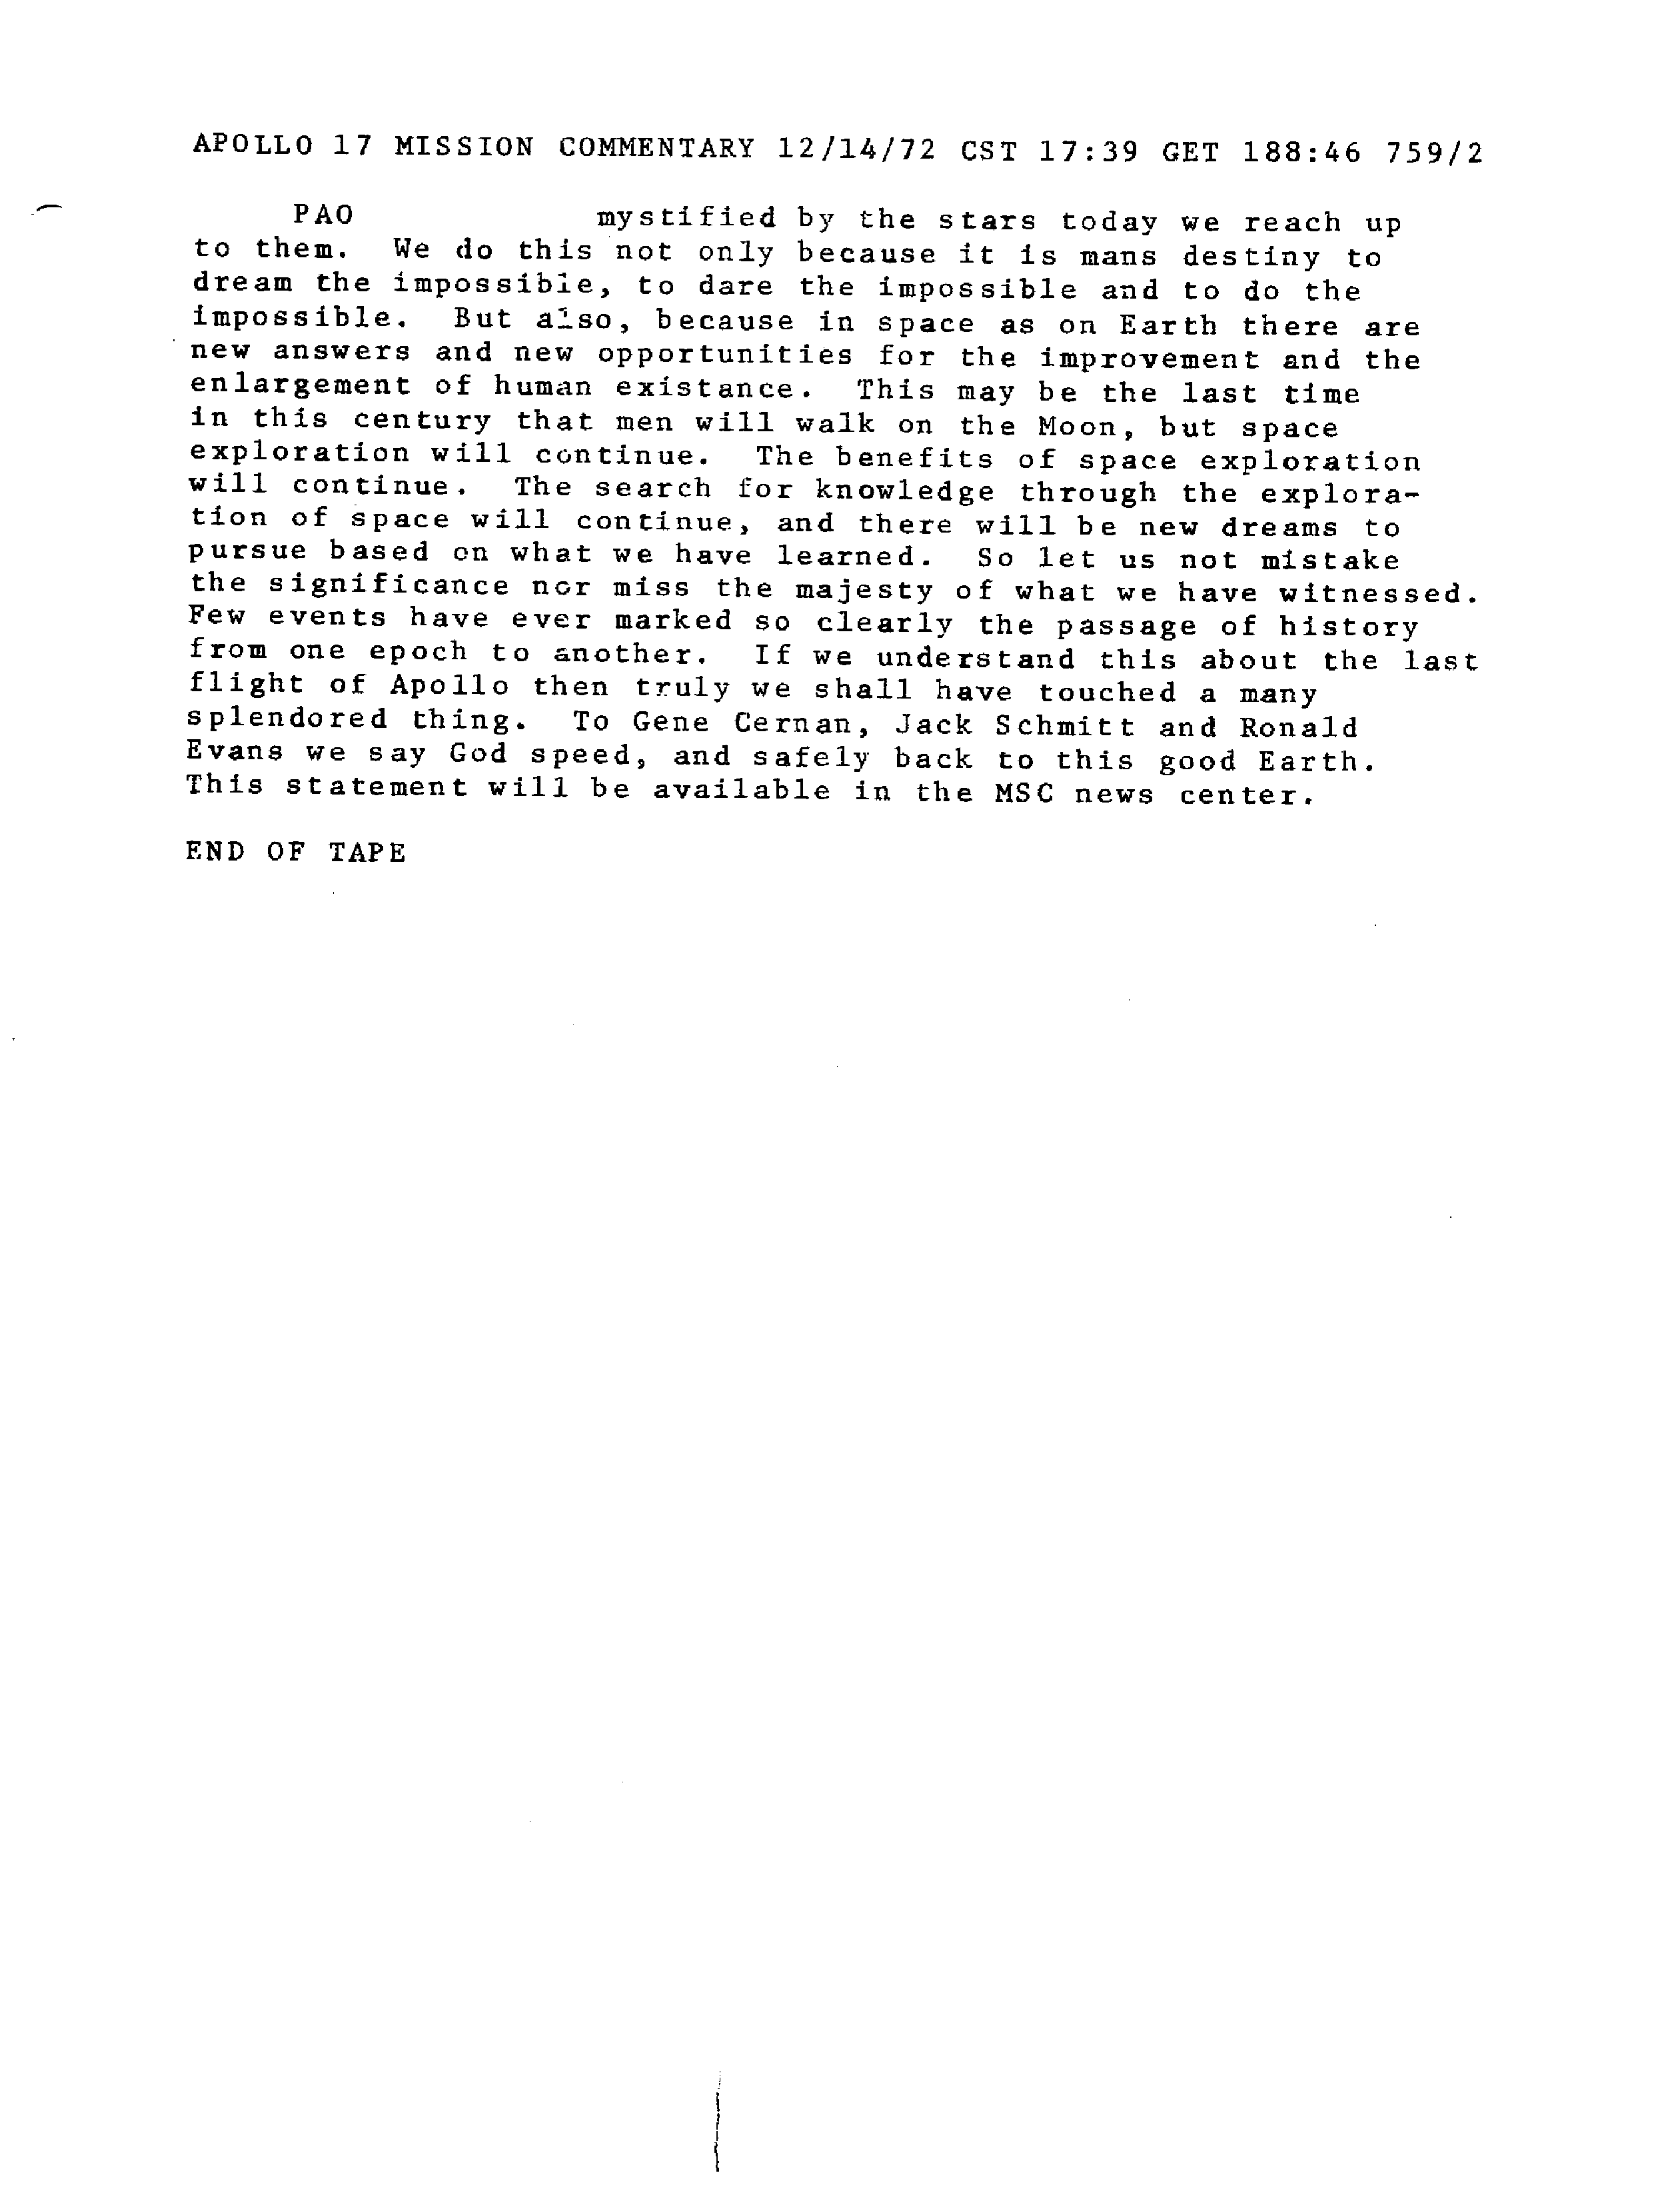 APOLLO 17 MISSION COMMENTARY 12/14/72 CST 17:39 GET 188:46 759/2
PAO mystified by the stars today we reach up
to them. We do this not only because it is mans destiny to
dream the impossible, to dare the impossible and to do the
impossible. But also, because in space as on Earth there are
new answers and new opportunities for the improvement and the
enlargement of human existance. This may be the last time
in this century that men will walk on the Moon, but space
exploration will continue. The benefits of space exploration
will continue. The search for knowledge through the explora-
tion of space will continue, and there will be new dreams to
pursue based on what we have learned. So let us not mistake
the significance nor miss the majesty of what we have witnessed.
Few events have ever marked so clearly the passage of history
from one epoch to another. If we understand this about the last
flight of Apollo then truly we shall have touched a many
splendored thing. To Gene Cernan, Jack Schmitt and Ronald
Evans we say God speed, and safely back to this good Earth.
This statement will be available in the MSC news center.
END OF TAPE